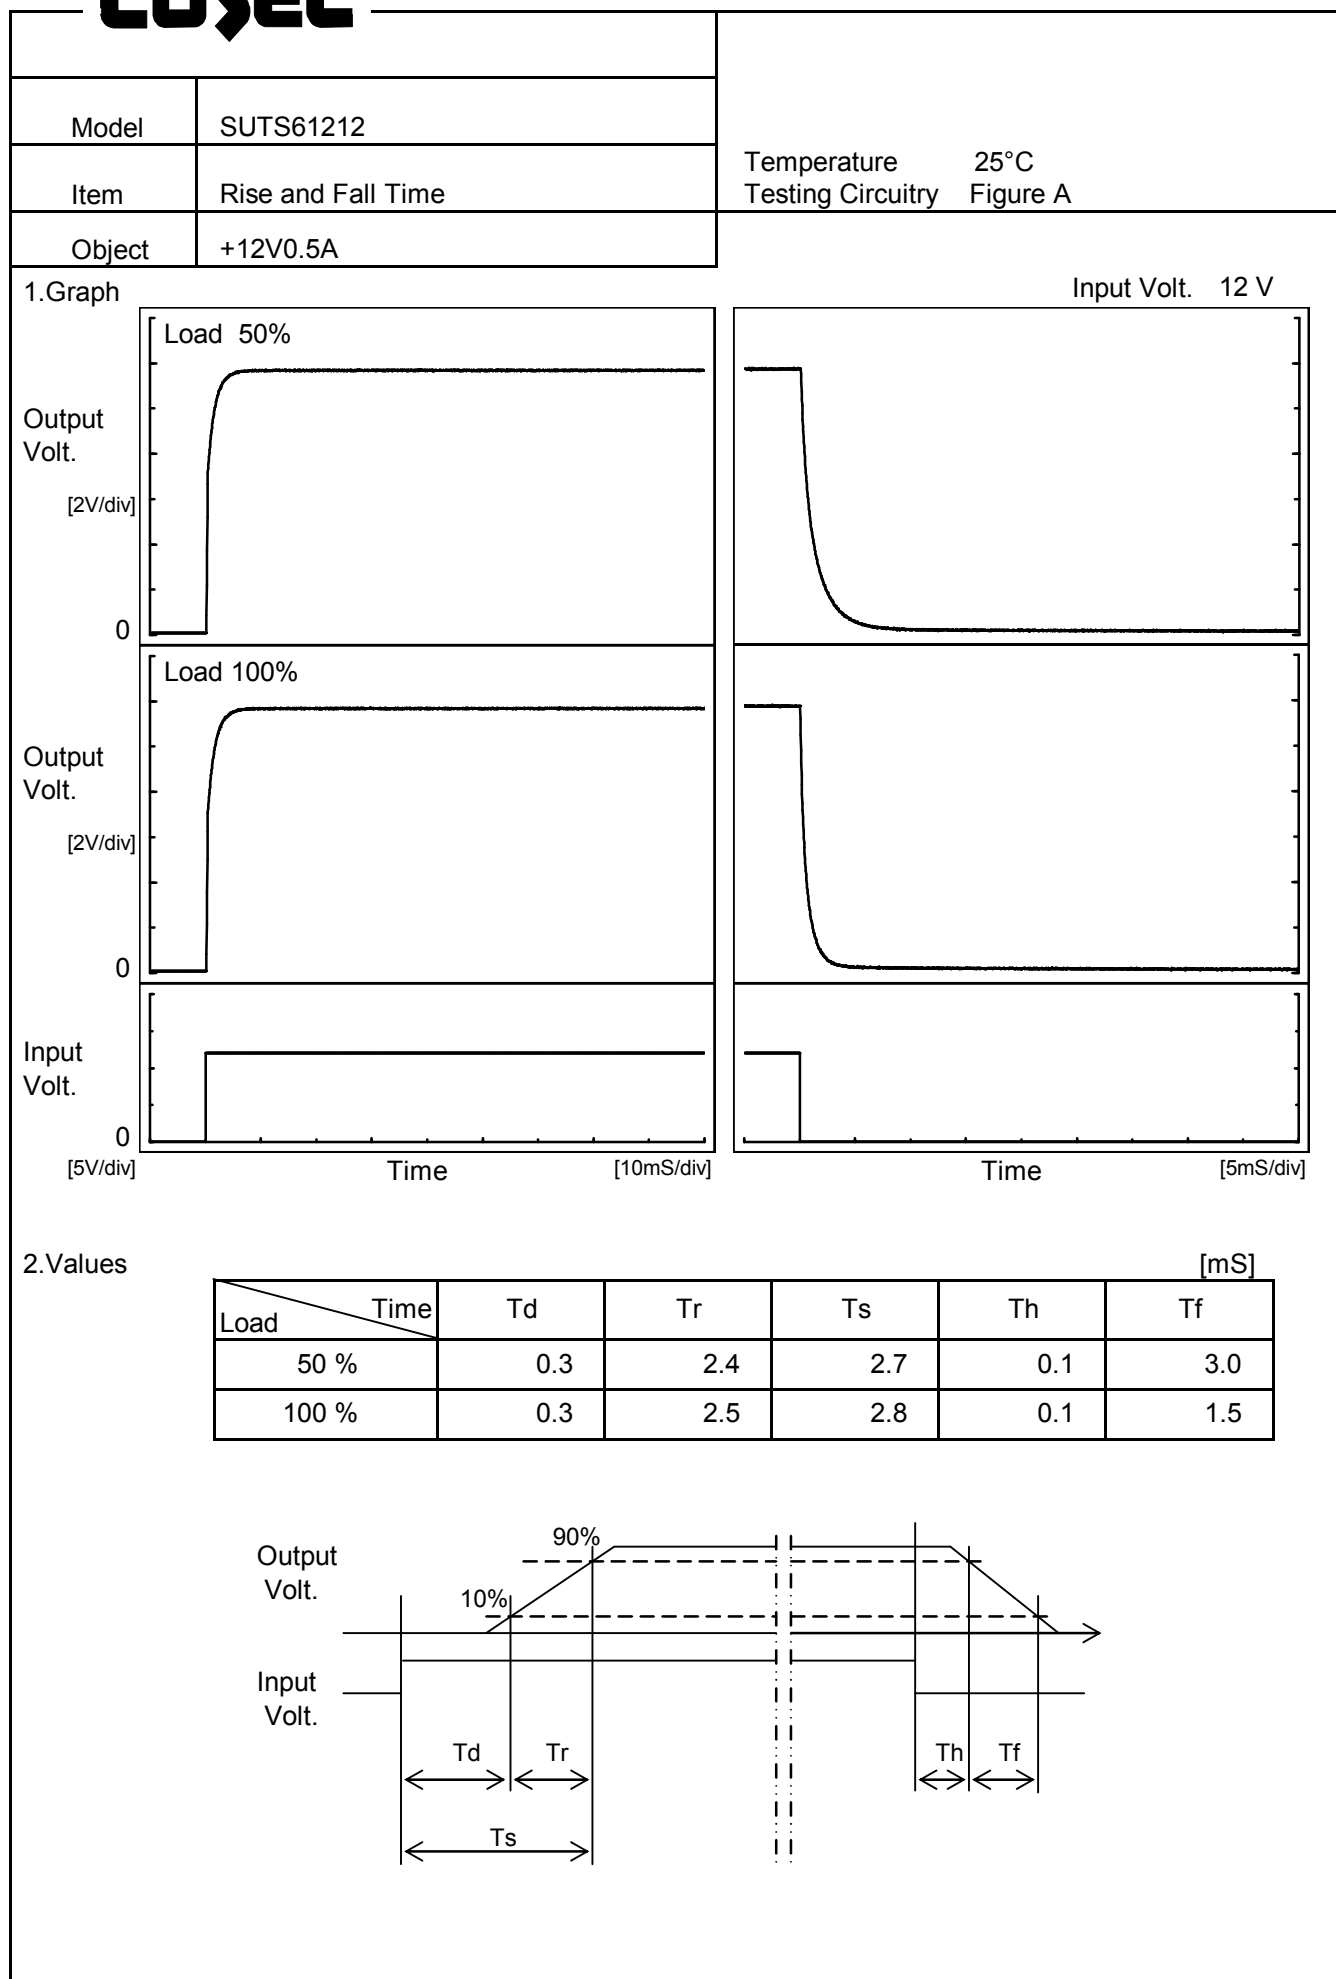 COSEL
Model SUTS61212
Temperature 25°C
Item Rise and Fall Time Testing Circuitry Figure A
Object +12V0.5A
1.Graph Input Volt. 12 V
Load 50%
Output
Volt.
[2V/div]
0
Load 100%
Output
Volt.
[2V/div]
0
Input
Volt.
0
[5V/div] Time [10mS/div] Time [5mS/div]
2.Values [mS]
Time Td Tr Ts Th Tf
Load
50 % 0.3 2.4 2.7 0.1 3.0
100 % 0.3 2.5 2.8 0.1 1.5
90%
Output
Volt.
10%
Input
Volt.
Td Tr Th Tf
Ts